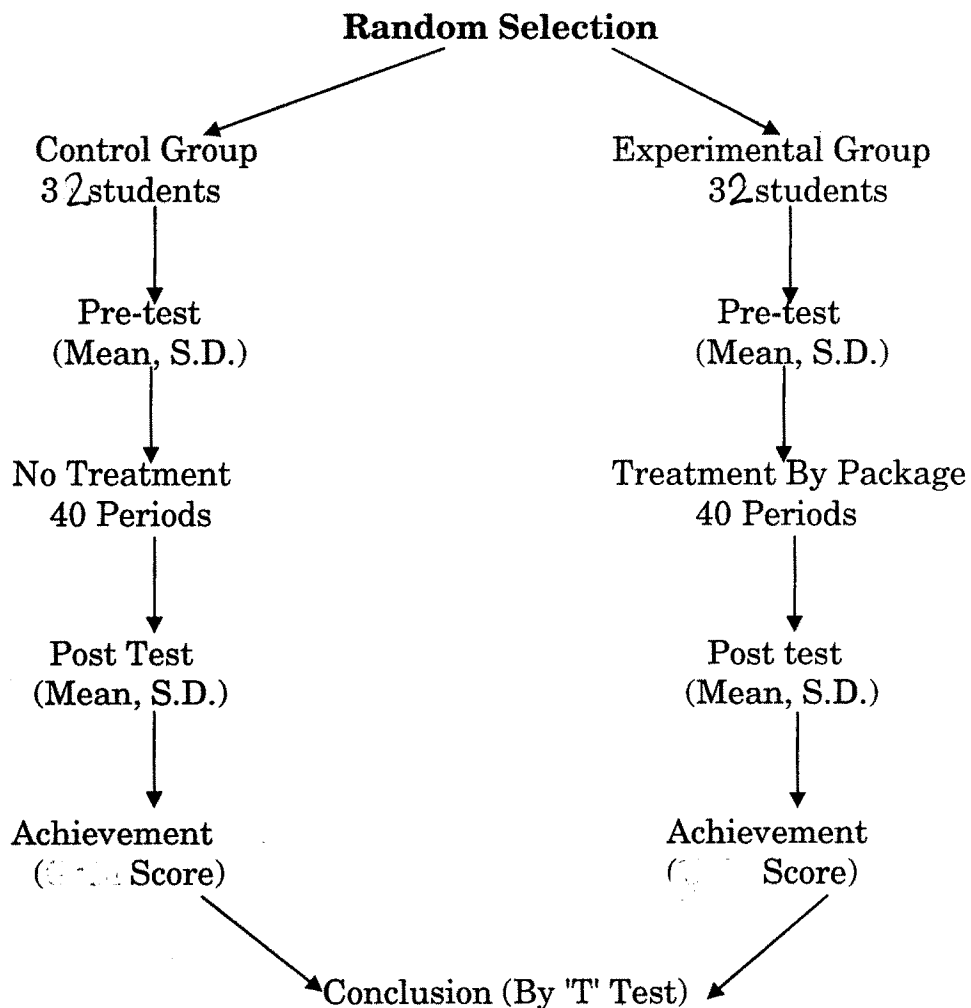 Random Selection
Control Group
32 students
Pre-test
(Mean, S.D.)
No Treatment
40 Periods
Post Test
(Mean, S.D.)
Achievement
( Score)
Experimental Group
32 students
Pre-test
(Mean, S.D.)
Treatment By Package
40 Periods
Post test
(Mean, S.D.)
Achievement
( Score)
Conclusion (By 'T' Test)